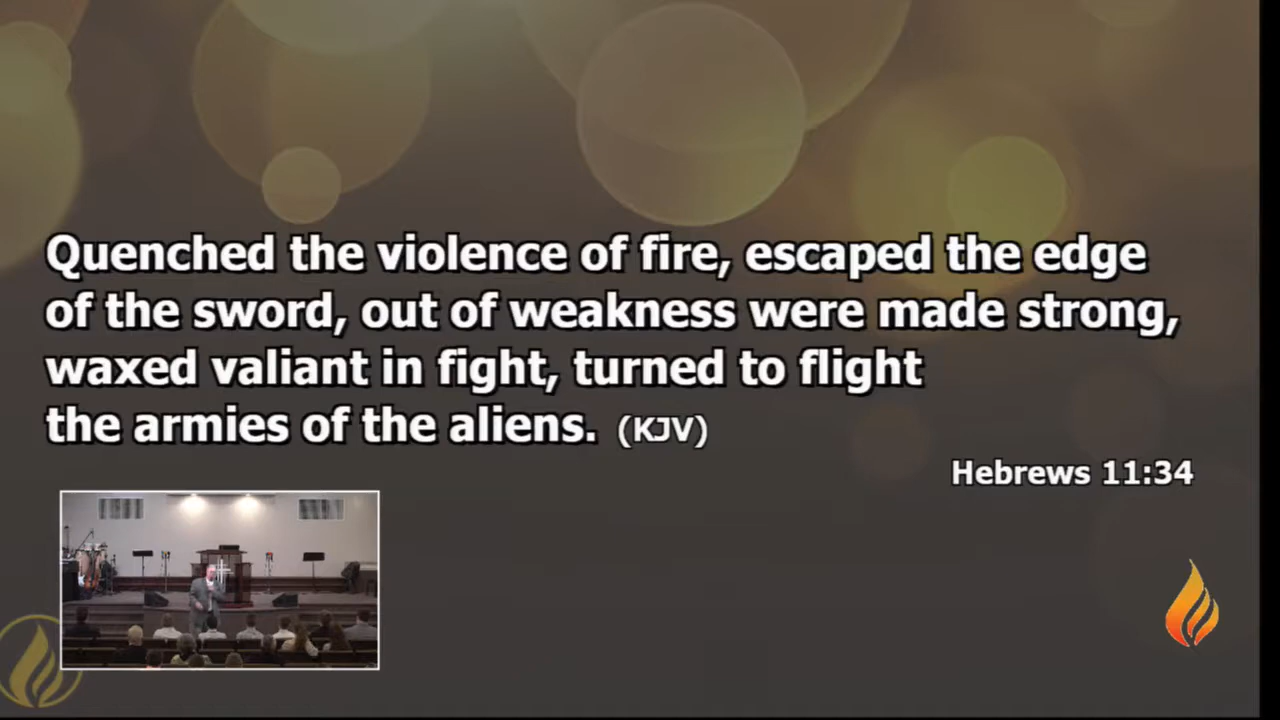 Quenched the violence of fire, escaped the edge
of the sword, out of weakness were made strong,
waxed valiant in fight, turned to flight
the armies of the aliens. (KJV)
Hebrews 11:34